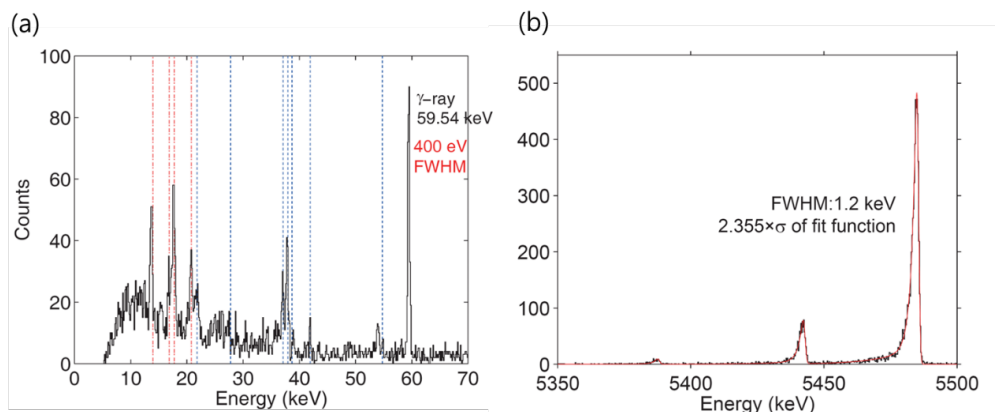 (a)
100
80
60
40
20
0
Counts
γ−ray
59.54 keV
400 eV
FWHM
0 10 20 30 40 50 60 70
Energy (keV)
(b)
500
400
300
200
100
0
FWHM:1.2 keV
2.355×σ of fit function
5350 5400 5450 5500
Energy (keV)